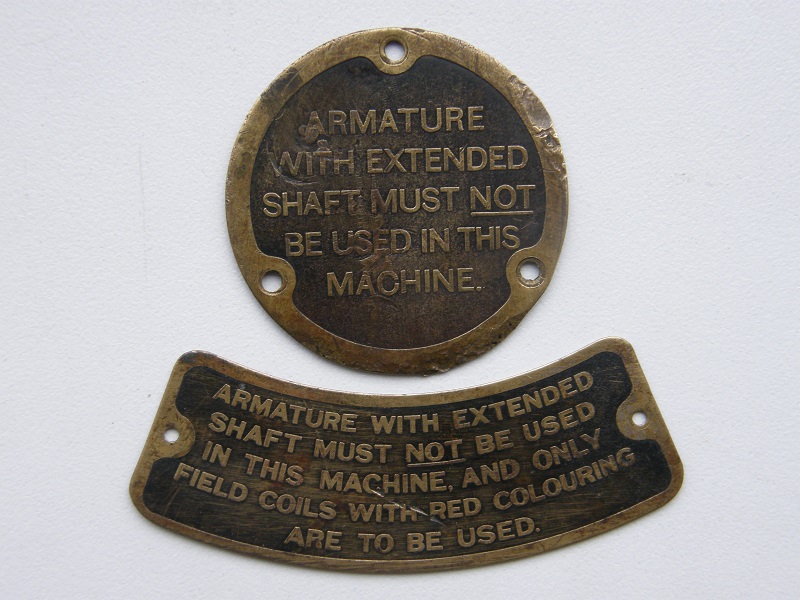 ARMATURE
WITH EXTENDED
SHAFT MUST NOT
BE USED IN THIS
MACHINE.
ARMATURE WITH EXTENDED
SHAFT MUST NOT BE USED
IN THIS MACHINE, AND ONLY
FIELD COILS WITH RED COLOURING
ARE TO BE USED.